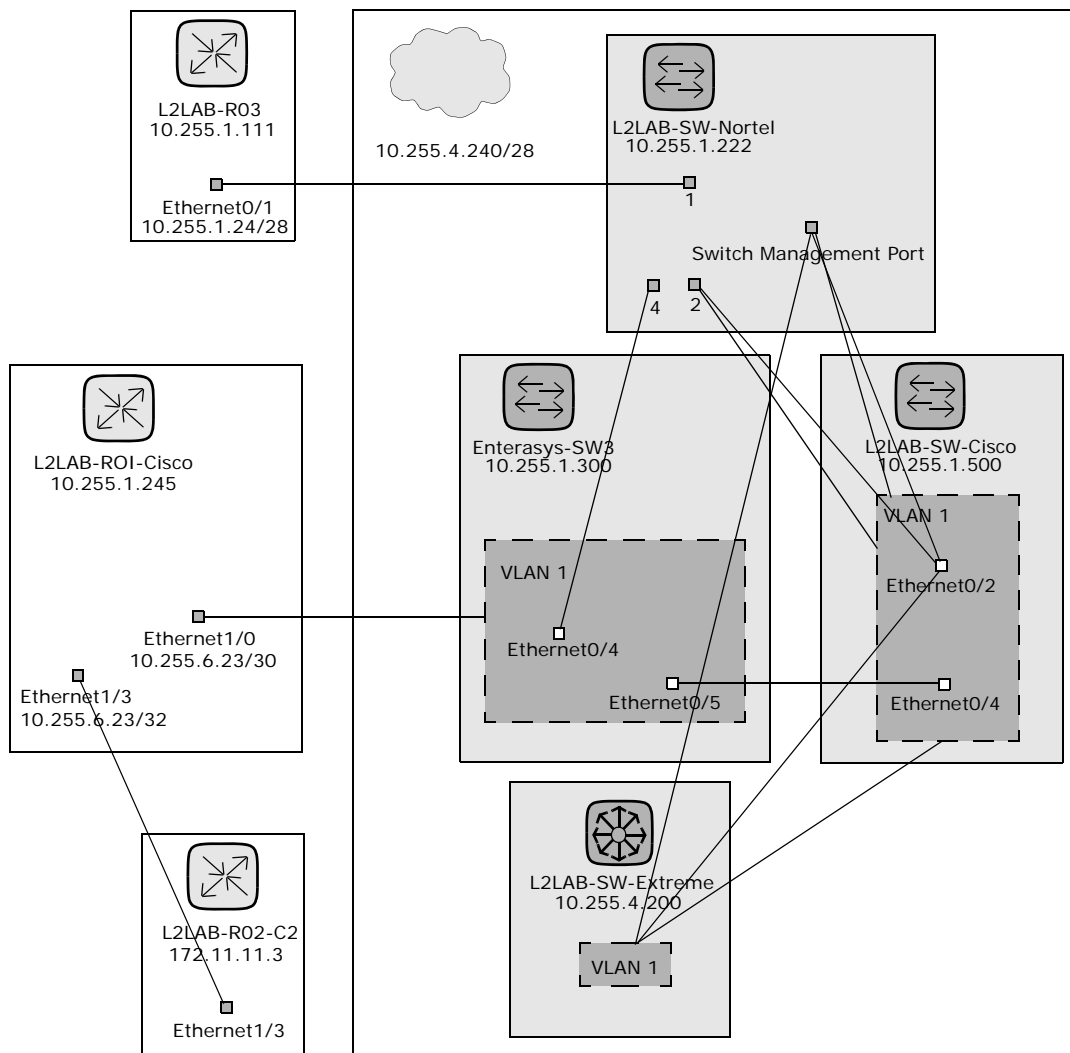 L2LAB-R03
10.255.1.111
Ethernet0/1
10.255.1.24/28
10.255.4.240/28
L2LAB-SW-Nortel
10.255.1.222
1
Switch Management Port
4
2
L2LAB-ROI-Cisco
10.255.1.245
Ethernet1/0
10.255.6.23/30
Ethernet1/3
10.255.6.23/32
Enterasys-SW3
10.255.1.300
VLAN 1
Ethernet0/4
Ethernet0/5
L2LAB-SW-Cisco
10.255.1.500
VLAN 1
Ethernet0/2
Ethernet0/4
L2LAB-SW-Extreme
10.255.4.200
VLAN 1
L2LAB-R02-C2
172.11.11.3
Ethernet1/3